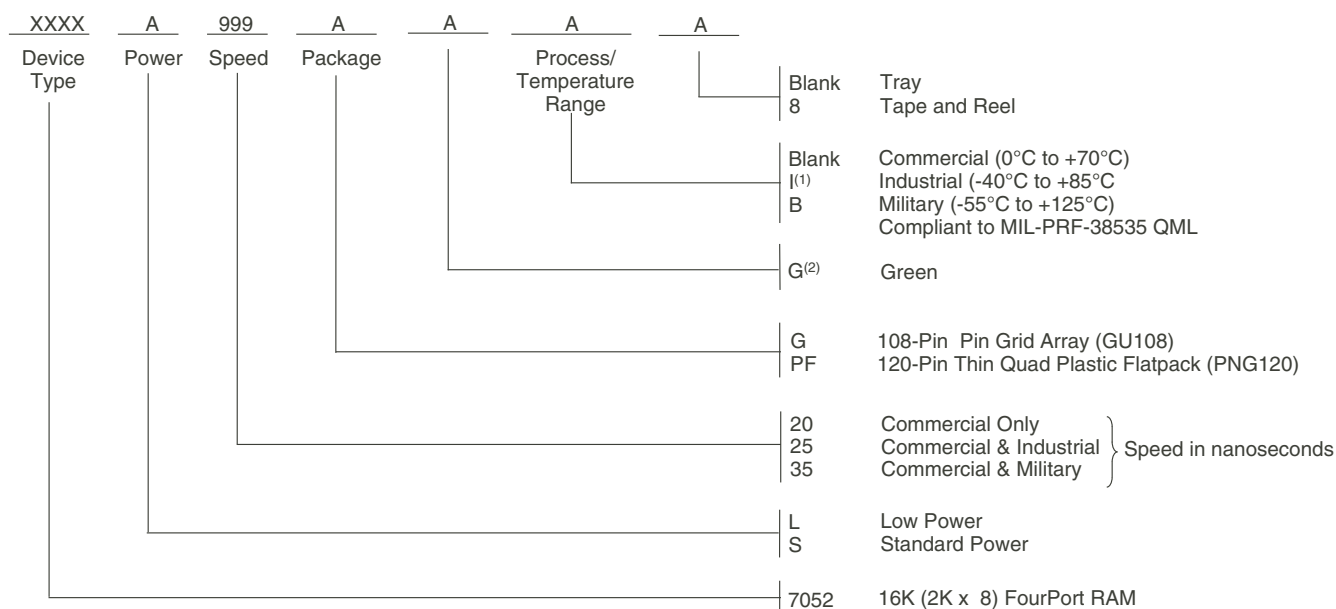 XXXX A 999 A A A A
Device Type Power Speed Package Process/ Temperature Range
Blank Tray
8 Tape and Reel
Blank Commercial (0°C to +70°C)
I(1) Industrial (-40°C to +85°C
B Military (-55°C to +125°C)
Compliant to MIL-PRF-38535 QML
G(2) Green
G 108-Pin Pin Grid Array (GU108)
PF 120-Pin Thin Quad Plastic Flatpack (PNG120)
20 Commercial Only
25 Commercial & Industrial Speed in nanoseconds
35 Commercial & Military
L Low Power
S Standard Power
7052 16K (2K x 8) FourPort RAM